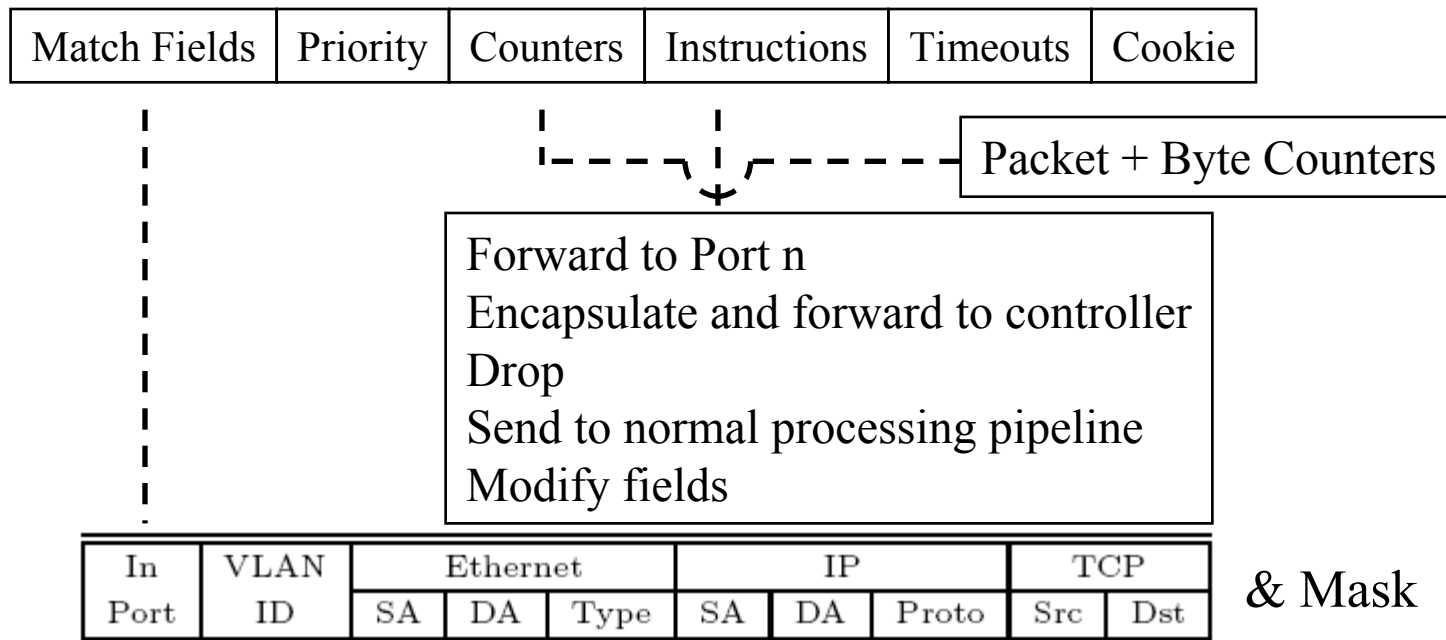 Match Fields Priority Counters Instructions Timeouts Cookie
Packet + Byte Counters
Forward to Port n
Encapsulate and forward to controller
Drop
Send to normal processing pipeline
Modify fields
In Port VLAN ID Ethernet IP TCP
SA DA Type SA DA Proto Src Dst
& Mask